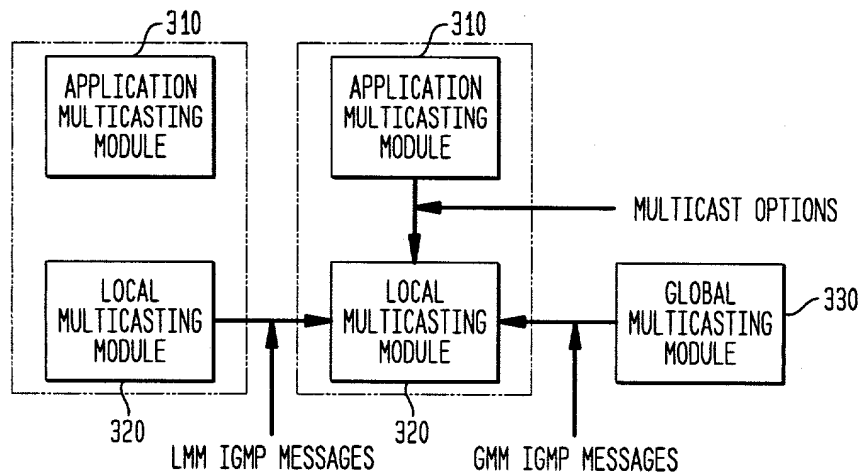 310
310
APPLICATION
MULTICASTING
MODULE
APPLICATION
MULTICASTING
MODULE
MULTICAST OPTIONS
LOCAL
MULTICASTING
MODULE
LOCAL
MULTICASTING
MODULE
GLOBAL
MULTICASTING
MODULE
330
320
320
LMM IGMP MESSAGES
GMM IGMP MESSAGES